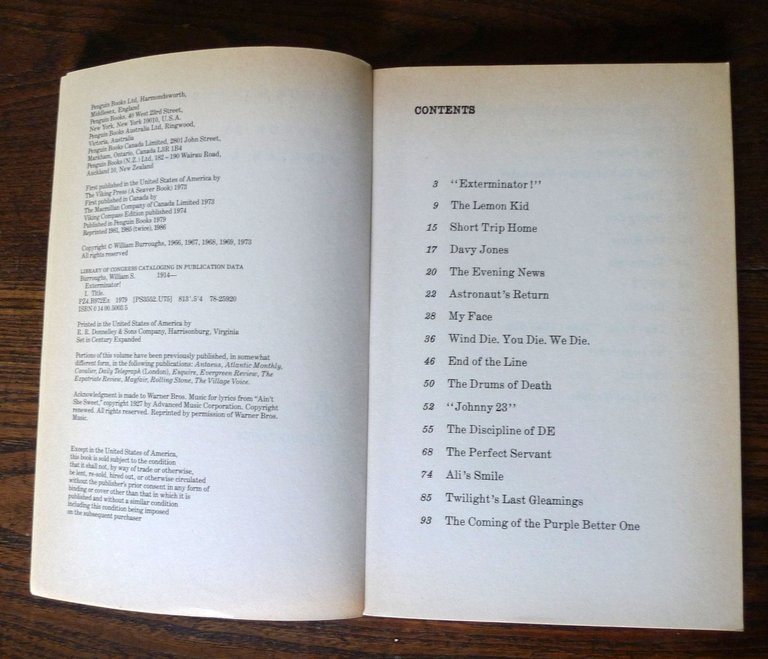 Penguin Books Ltd, Harmondsworth,
Middlesex, England
Penguin Books, 40 West 23rd Street,
New York, New York 10010, U.S.A.
Penguin Books Australia Ltd, Ringwood,
Victoria, Australia
Penguin Books Canada Limited, 2801 John Street,
Markham, Ontario, Canada L3R 1B4
Penguin Books (N.Z.) Ltd, 182–190 Wairau Road,
Auckland 10, New Zealand
First published in the United States of America by
The Viking Press (A Seaver Book) 1973
First published in Canada by
The Macmillan Company of Canada Limited 1973
Viking Compass Edition published 1974
Published in Penguin Books 1979
Reprinted 1981, 1985 (twice), 1986
Copyright © William Burroughs, 1966, 1967, 1968, 1969, 1973
All rights reserved
LIBRARY OF CONGRESS CATALOGING IN PUBLICATION DATA
Burroughs, William S. 1914—
Exterminator!
I. Title.
PZ4.B972Ex 1979 [PS3552.U75] 813'.5'4 78-25920
ISBN 0 14 00.5003 5
Printed in the United States of America by
R. R. Donnelley & Sons Company, Harrisonburg, Virginia
Set in Century Expanded
Portions of this volume have been previously published, in somewhat
different form, in the following publications: Antaeus, Atlantic Monthly,
Cavalier, Daily Telegraph (London), Esquire, Evergreen Review, The
Expatriate Review, Mayfair, Rolling Stone, The Village Voice.
Acknowledgment is made to Warner Bros. Music for lyrics from "Ain't
She Sweet," copyright 1927 by Advanced Music Corporation. Copyright
renewed. All rights reserved. Reprinted by permission of Warner Bros.
Music.
Except in the United States of America,
this book is sold subject to the condition
that it shall not, by way of trade or otherwise,
be lent, re-sold, hired out, or otherwise circulated
without the publisher's prior consent in any form of
binding or cover other than that in which it is
published and without a similar condition
including this condition being imposed
on the subsequent purchaser
CONTENTS
3 "Exterminator!"
9 The Lemon Kid
15 Short Trip Home
17 Davy Jones
20 The Evening News
22 Astronaut's Return
28 My Face
36 Wind Die. You Die. We Die.
46 End of the Line
50 The Drums of Death
52 "Johnny 23"
55 The Discipline of DE
68 The Perfect Servant
74 Ali's Smile
85 Twilight's Last Gleamings
93 The Coming of the Purple Better One